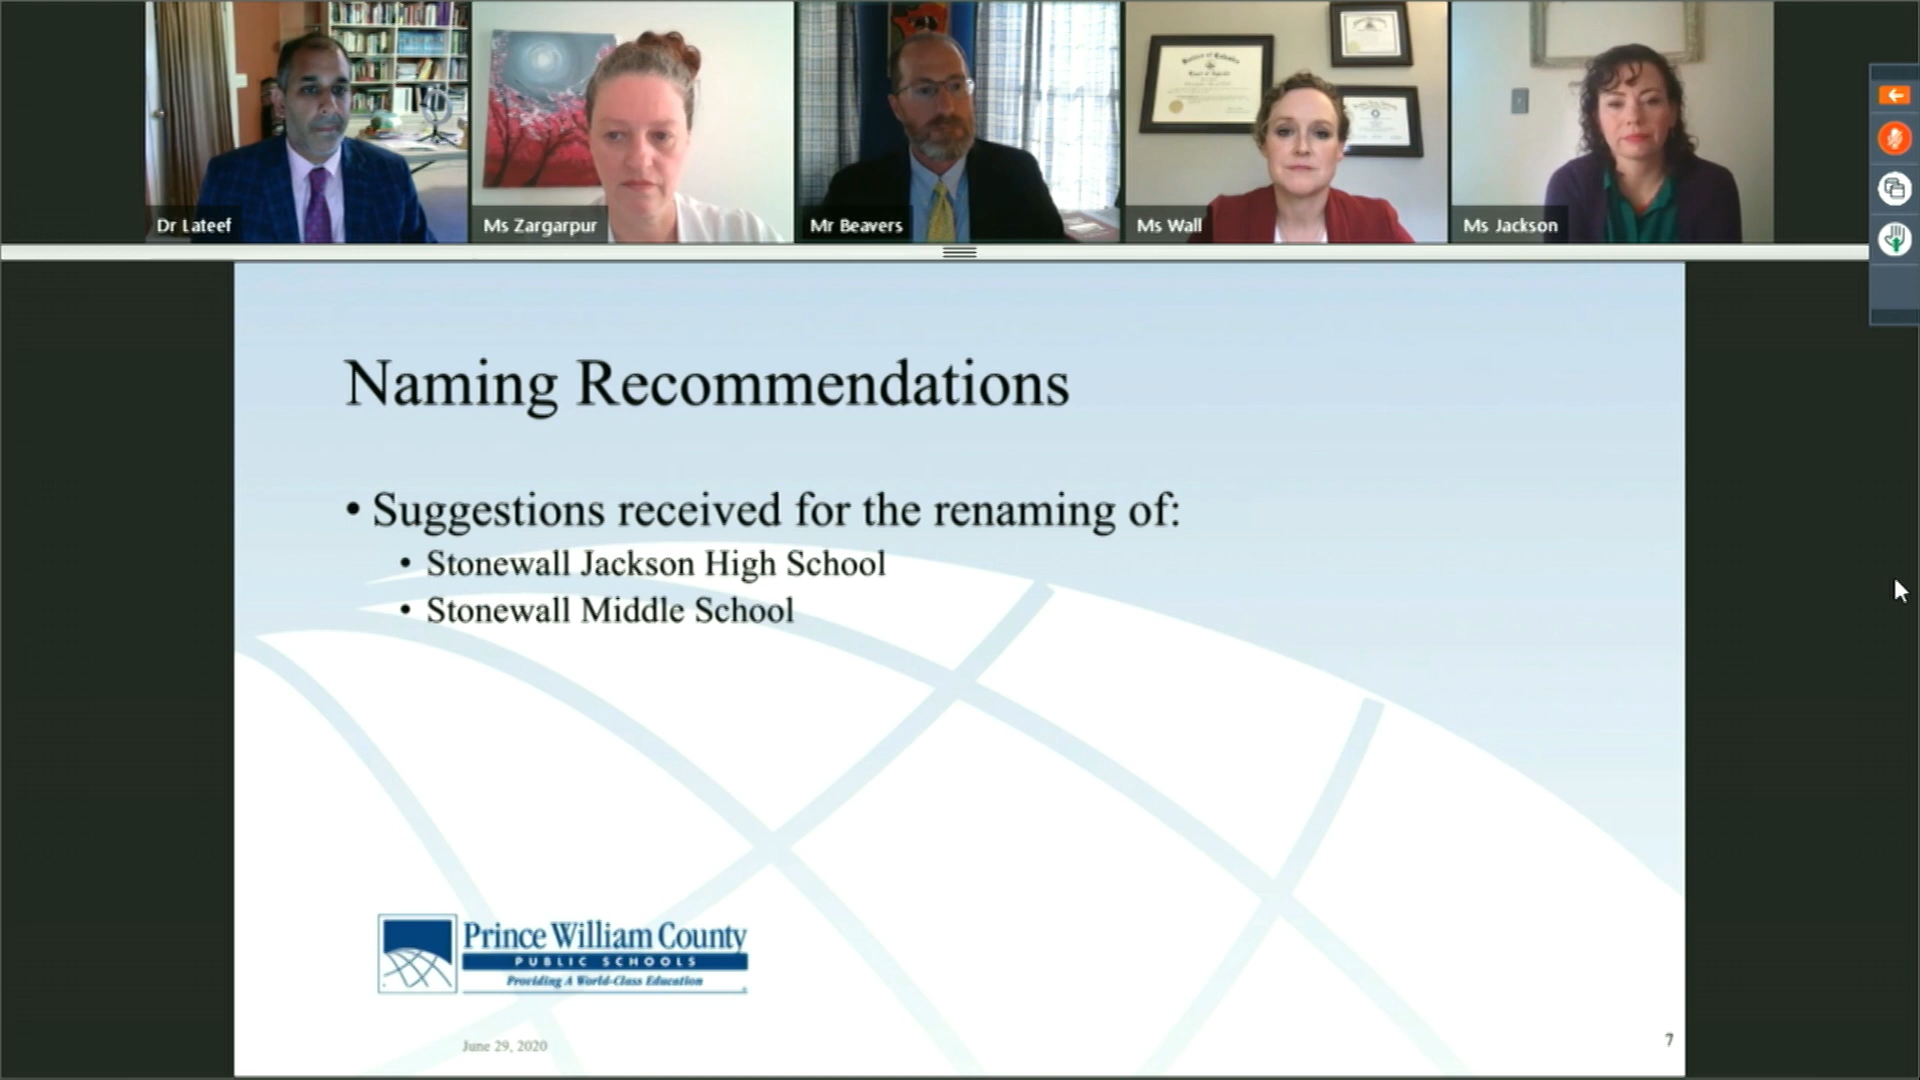 Dr Lateef
Ms Zargarpur
Mr Beavers
Ms Wall
Ms Jackson
Naming Recommendations
• Suggestions received for the renaming of:
• Stonewall Jackson High School
• Stonewall Middle School
Prince William County
PUBLIC SCHOOLS
Providing A World-Class Education
June 29, 2020
7